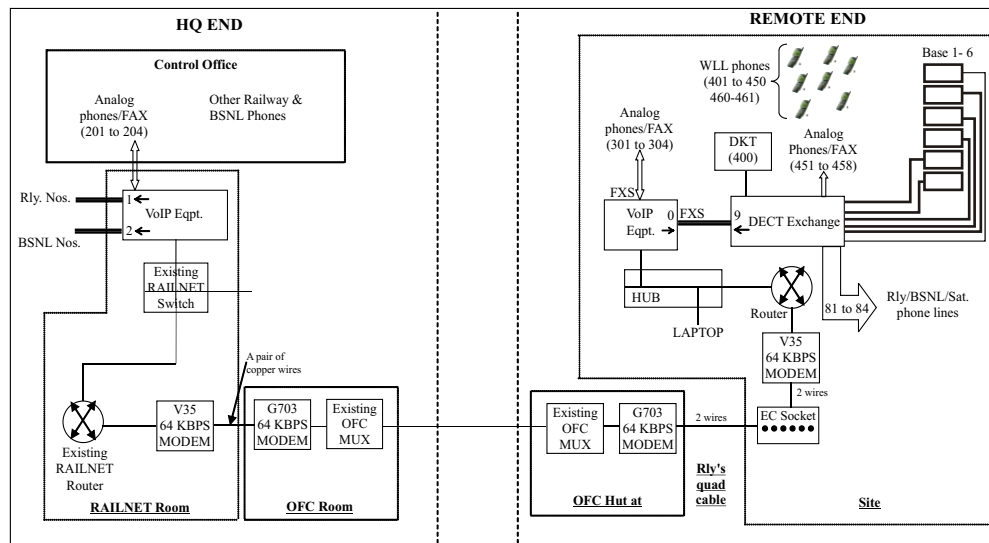 HQ END
REMOTE END
Control Office
Analog
phones/FAX
(201 to 204)
Other Railway &
BSNL Phones
Rly. Nos.
1
VoIP Eqpt.
BSNL Nos.
2
Existing
RAILNET
Switch
A pair of
copper wires
Existing
RAILNET
Router
V35
64 KBPS
MODEM
G703
64 KBPS
MODEM
Existing
OFC
MUX
RAILNET Room
OFC Room
WLL phones
(401 to 450
460-461)
Base 1- 6
Analog
phones/FAX
(301 to 304)
DKT
(400)
Analog
Phones/FAX
(451 to 458)
FXS
VoIP
Eqpt.
0
FXS
9
DECT Exchange
HUB
LAPTOP
Router
81 to 84
Rly/BSNL/Sat.
phone lines
V35
64 KBPS
MODEM
2 wires
EC Socket
Existing
OFC
MUX
G703
64 KBPS
MODEM
2 wires
OFC Hut at
Rly's
quad
cable
Site